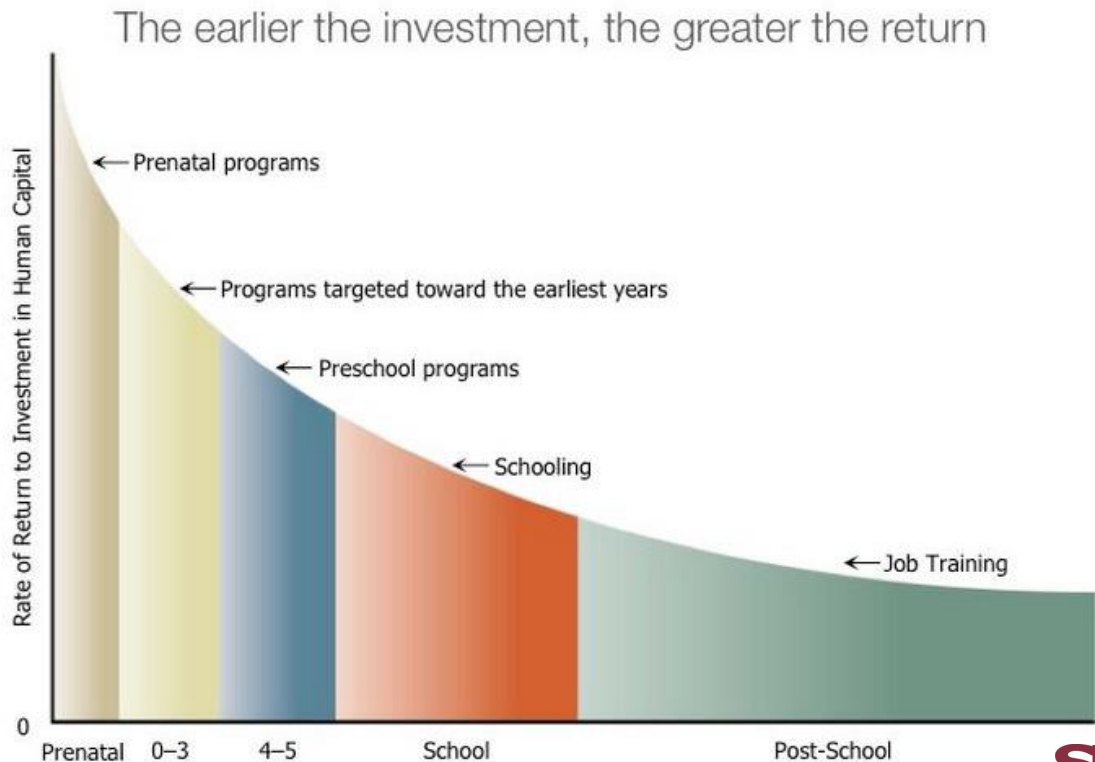 The earlier the investment, the greater the return
Rate of Return to Investment in Human Capital
Prenatal programs
Programs targeted toward the earliest years
Preschool programs
Schooling
Job Training
0
Prenatal 0–3 4–5 School Post-School